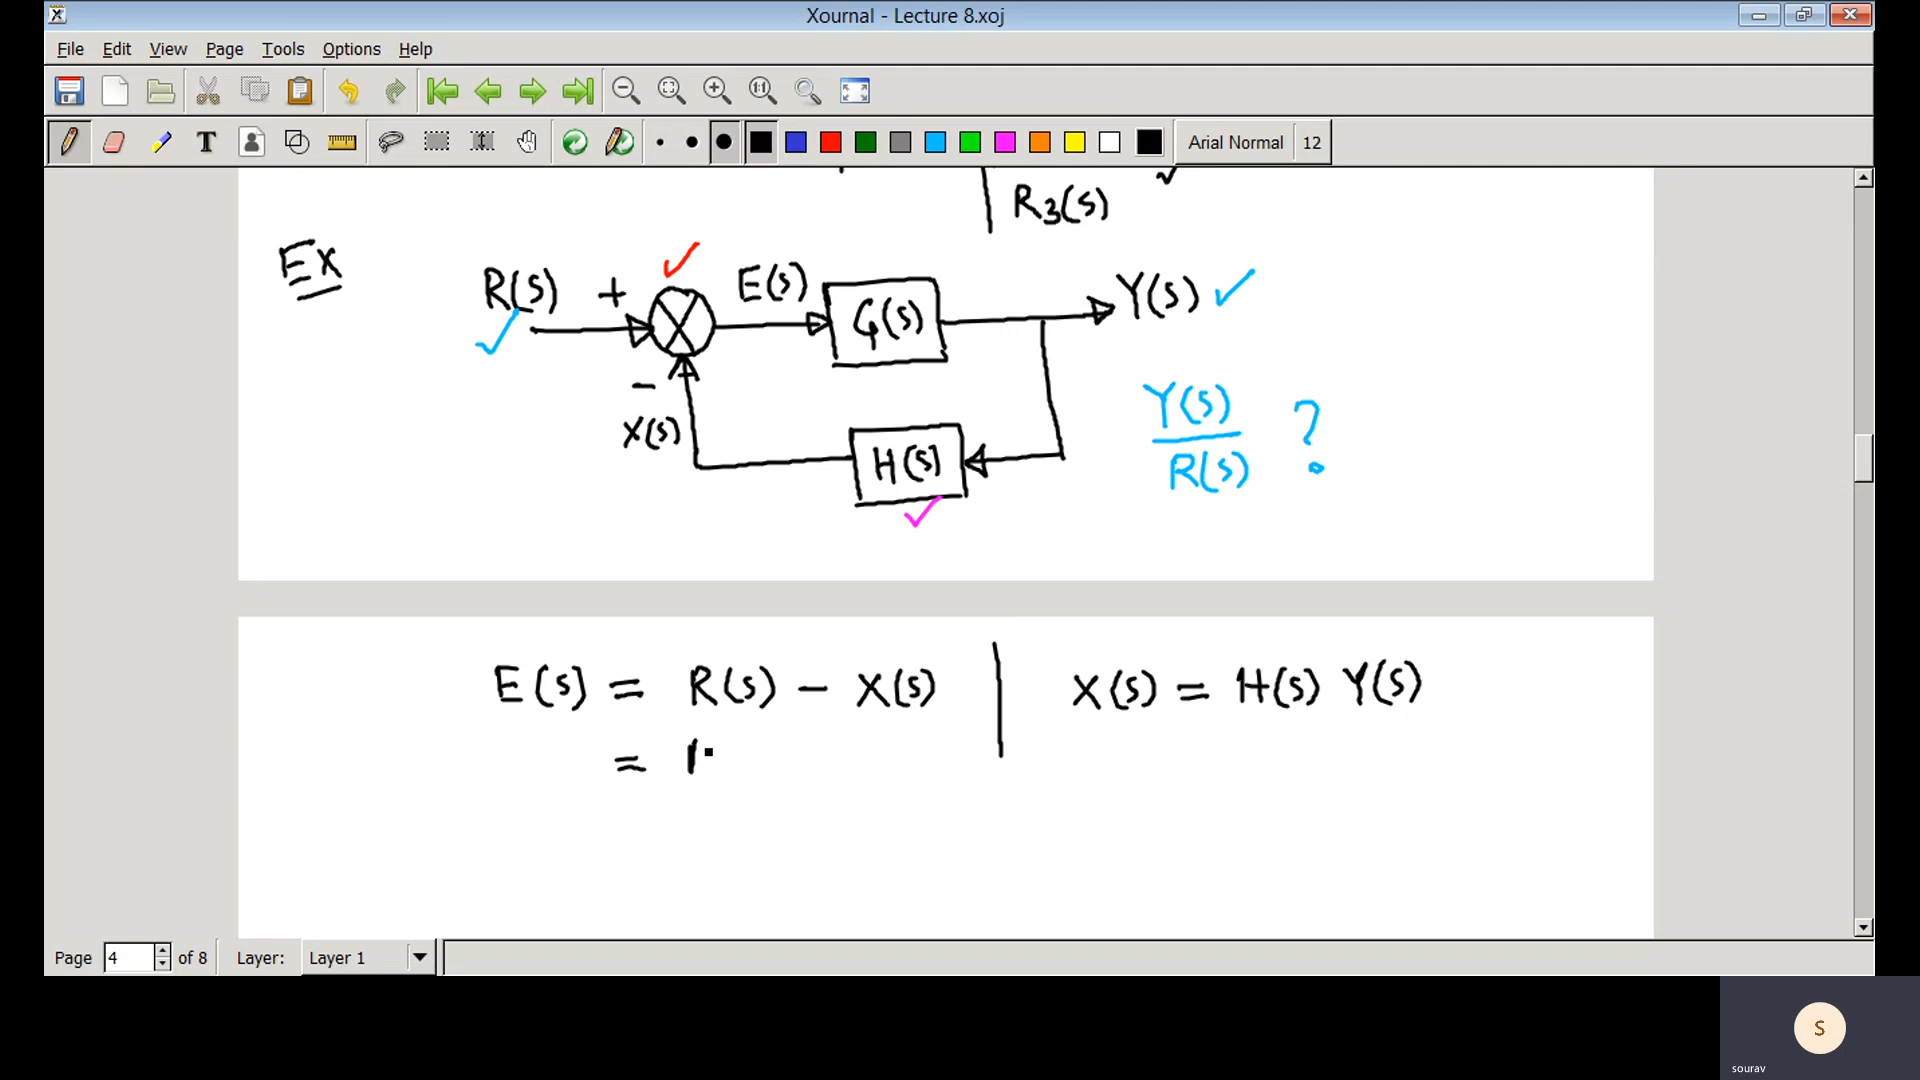 Xournal - Lecture 8.xoj
File Edit View Page Tools Options Help
Arial Normal 12
R3(s)
Ex
R(s) + E(s) G(s) Y(s)
-
X(s) H(s)
Y(s)
R(s) ?
E(s) = R(s) - X(s) | X(s) = H(s) Y(s)
=
Page 4 of 8 Layer: Layer 1
S
sourav